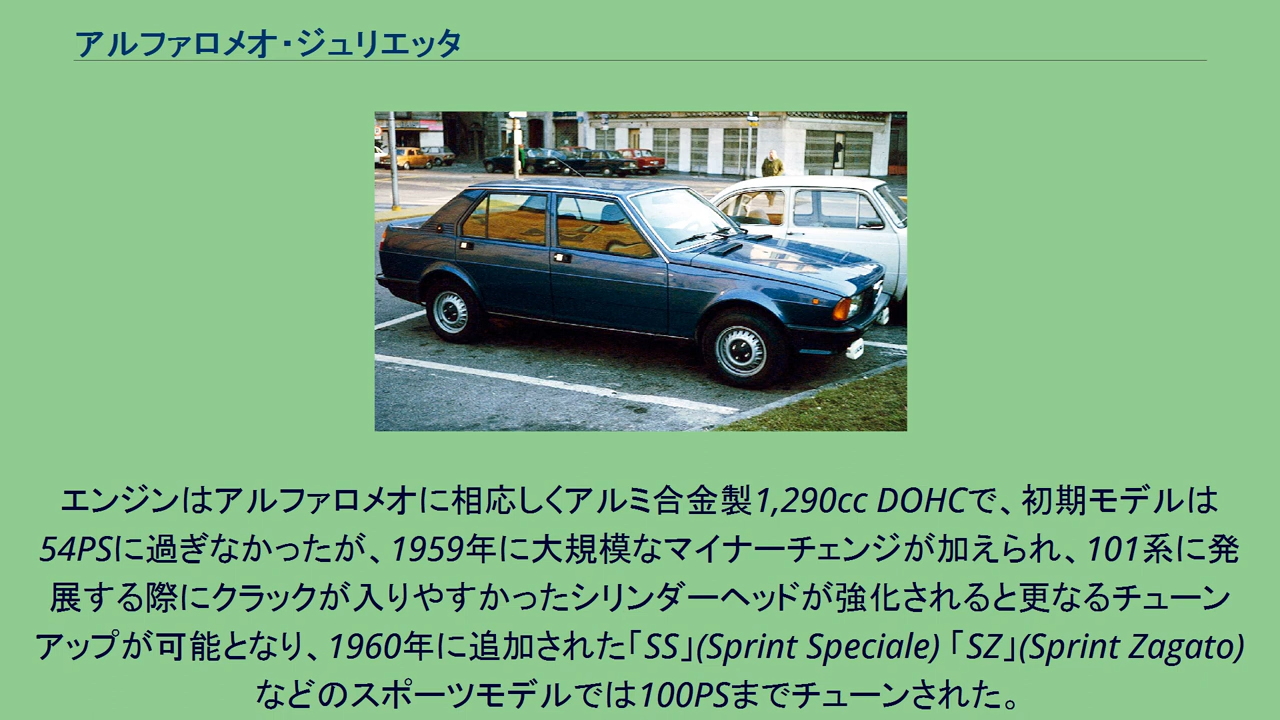 アルファロメオ・ジュリエッタ
エンジンはアルファロメオに相応しくアルミ合金製1,290cc DOHCで、初期モデルは
54PSに過ぎなかったが、1959年に大規模なマイナーチェンジが加えられ、101系に発
展する際にクラックが入りやすかったシリンダーヘッドが強化されると更なるチューン
アップが可能となり、1960年に追加された「SS」(Sprint Speciale) 「SZ」(Sprint Zagato)
などのスポーツモデルでは100PSまでチューンされた。